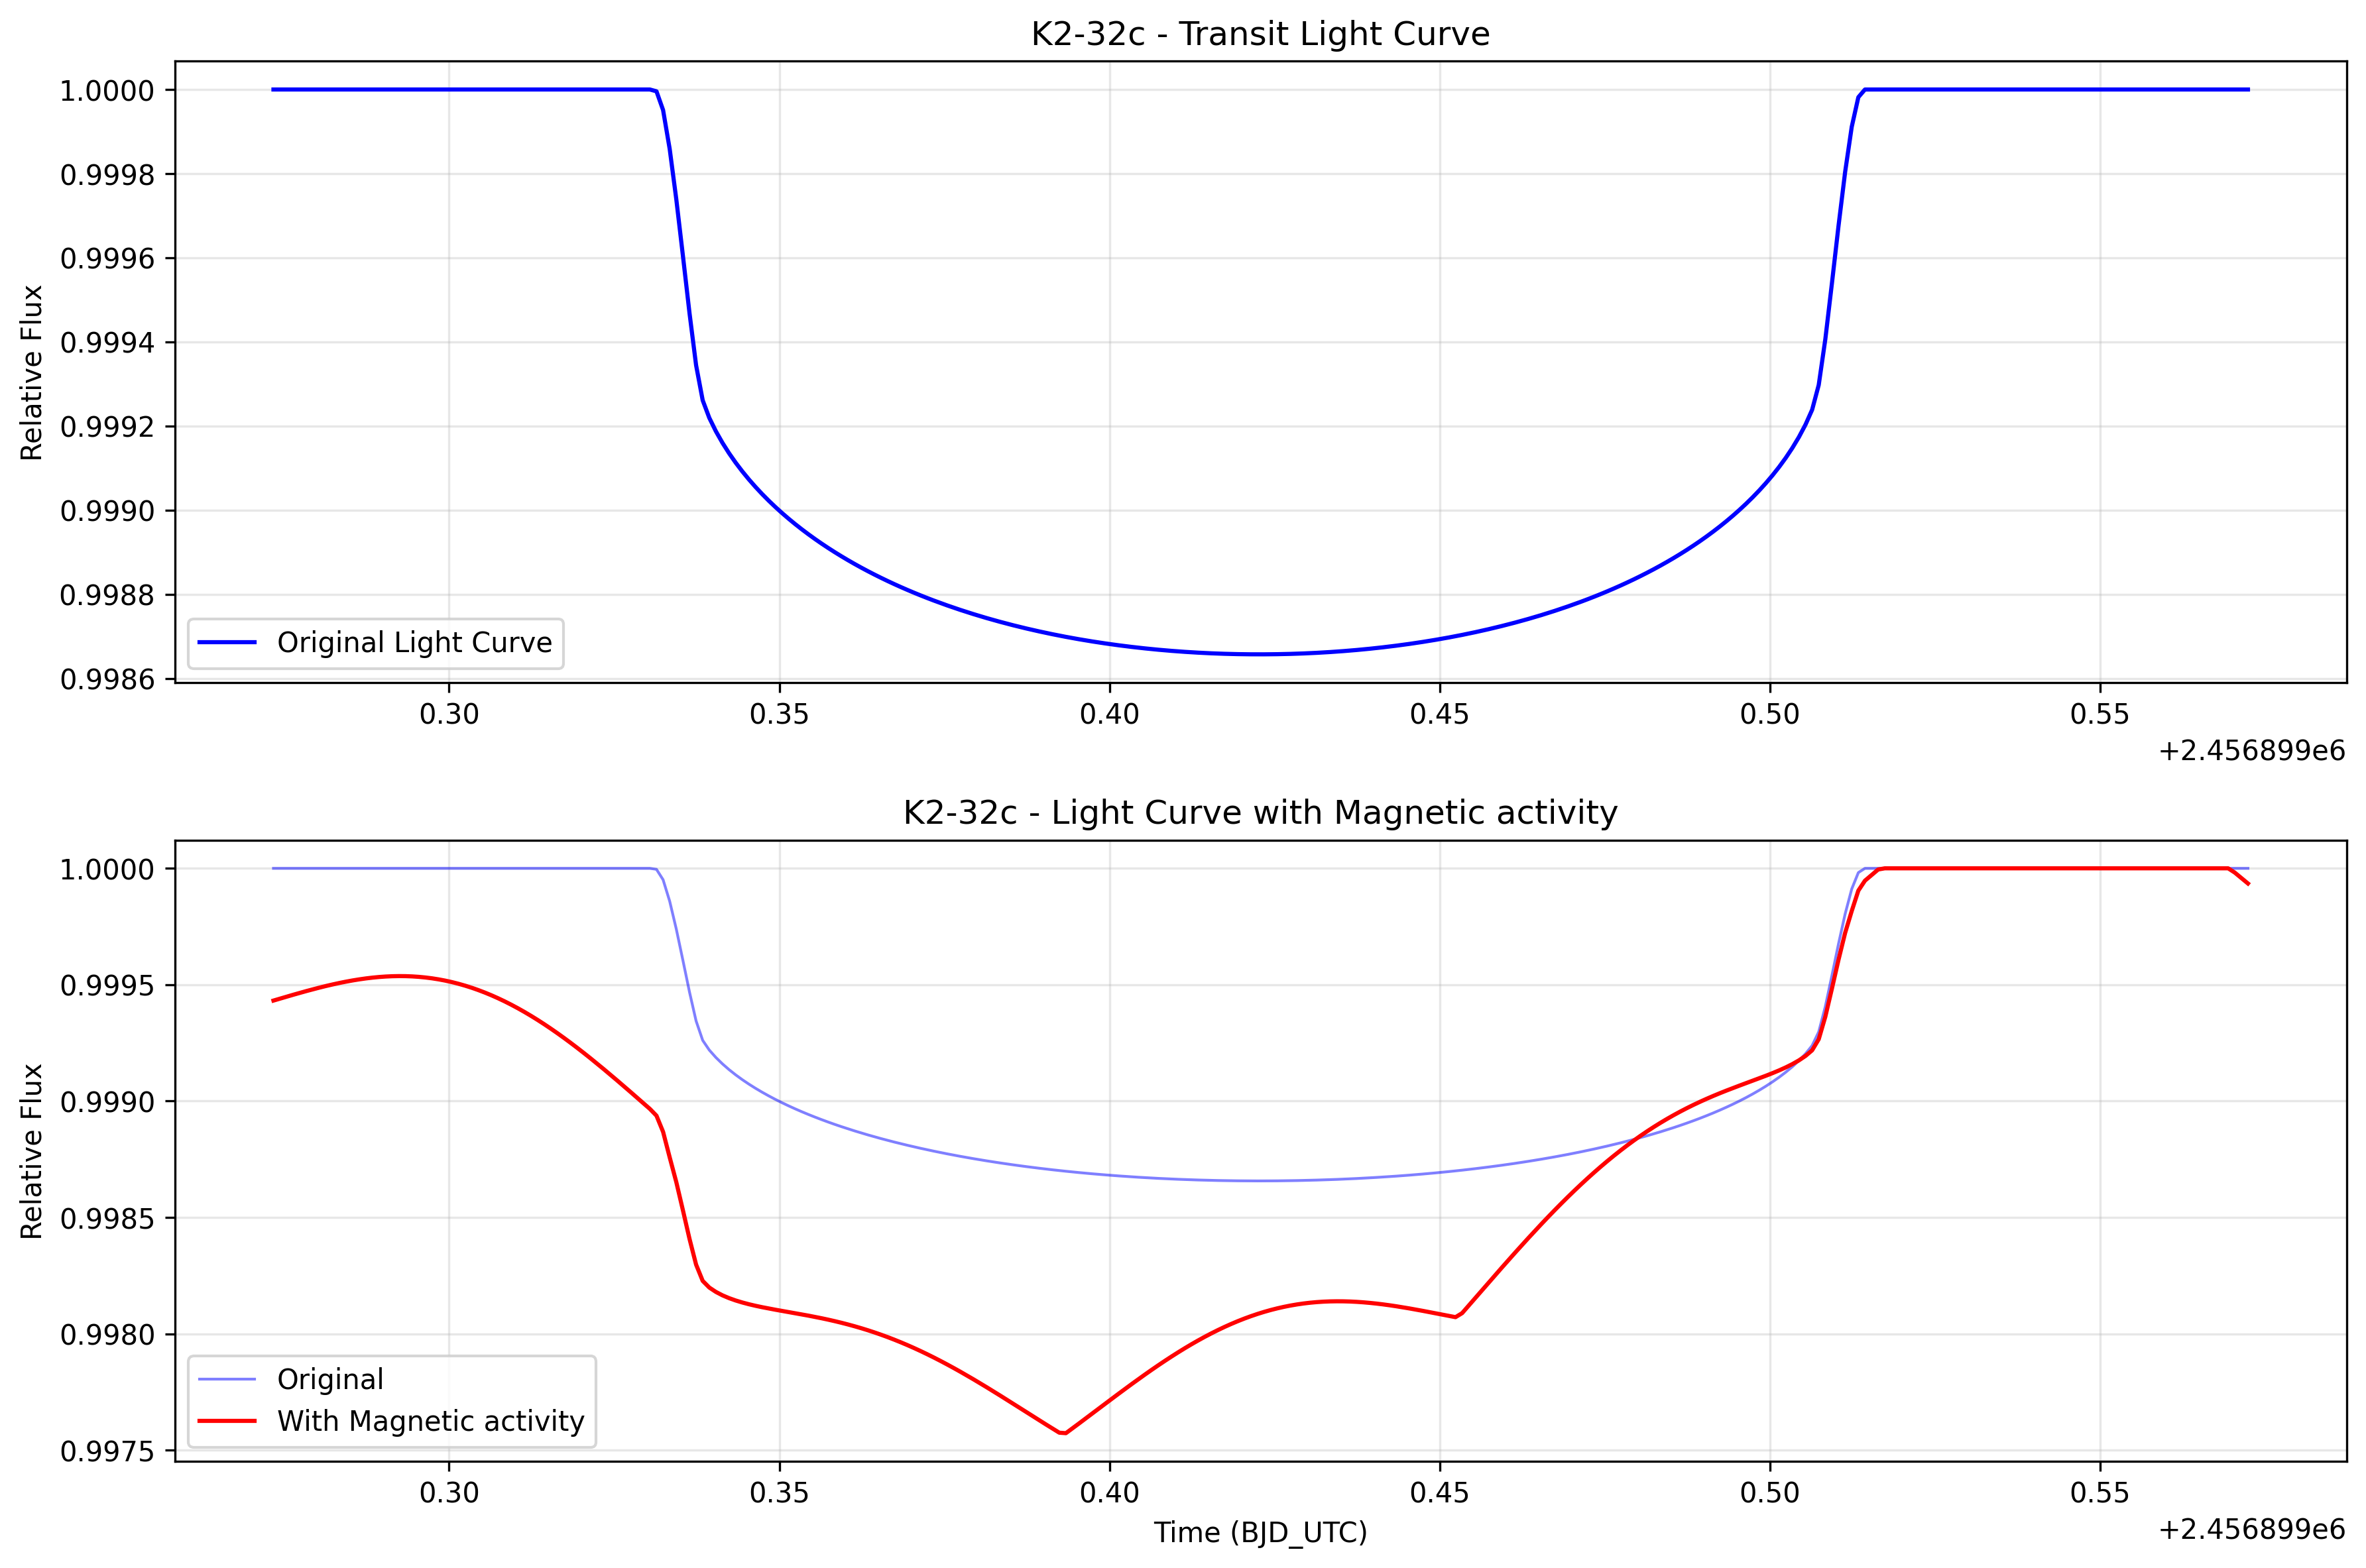 K2-32c - Transit Light Curve
Relative Flux
1.0000
0.9998
0.9996
0.9994
0.9992
0.9990
0.9988
0.9986
Original Light Curve
0.30 0.35 0.40 0.45 0.50 0.55
+2.456899e6
K2-32c - Light Curve with Magnetic activity
Relative Flux
1.0000
0.9995
0.9990
0.9985
0.9980
0.9975
Original
With Magnetic activity
0.30 0.35 0.40 0.45 0.50 0.55
Time (BJD_UTC)
+2.456899e6